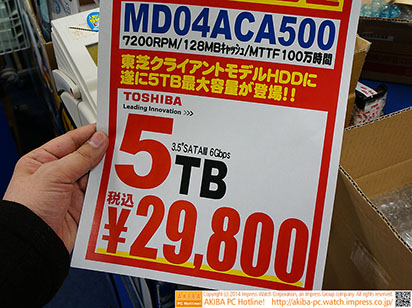 MD04ACA500
7200RPM/128MBキャッシュ/MTTF100万時間
東芝クライアントモデルHDDに
遂に5TB最大容量が登場!!
TOSHIBA
Leading Innovation >>>
3.5"SATAⅢ 6Gbps
5
TB
税込
¥29,800
AKIBA
PC Hotline!
Copyright (c) 2014 Impress Watch Corporation, an Impress Group company. All rights reserved.
AKIBA PC Hotline! http://akiba-pc.watch.impress.co.jp/